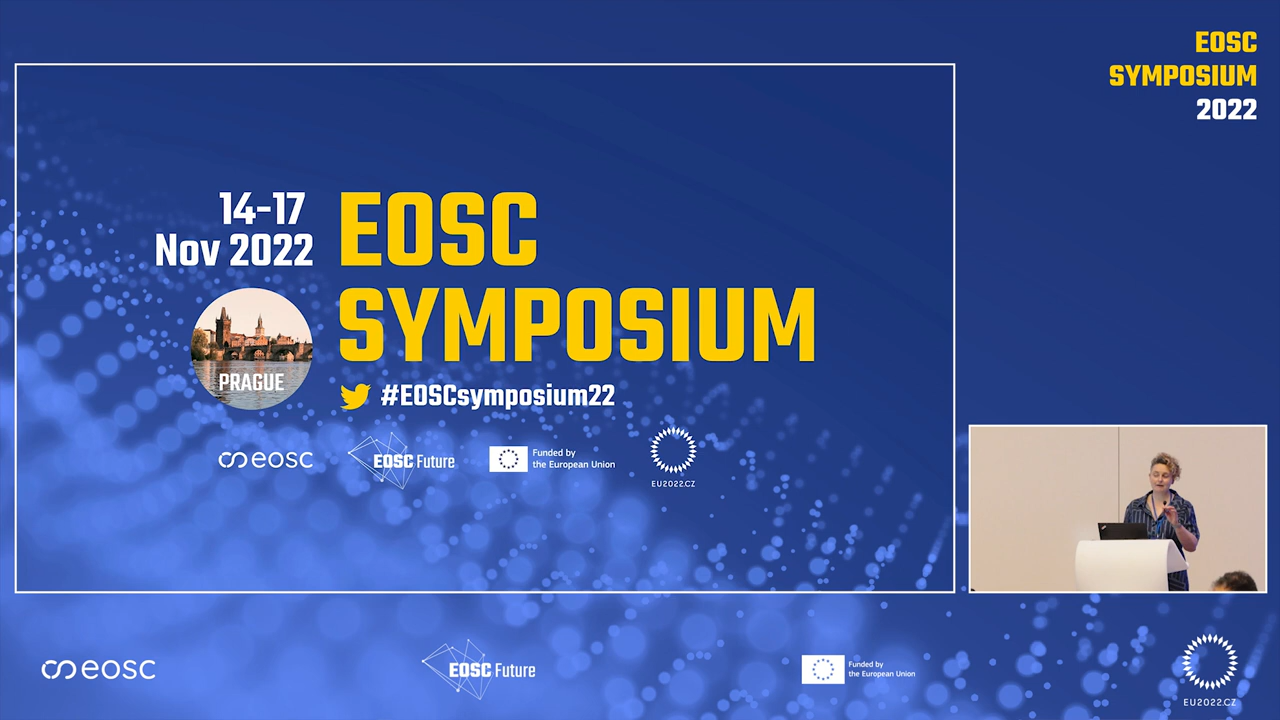 EOSC
SYMPOSIUM
2022
14-17
Nov 2022
EOSC
SYMPOSIUM
PRAGUE
#EOSCsymposium22
eosc
EOSC Future
Funded by
the European Union
EU2022.CZ
eosc
EOSC Future
Funded by
the European Union
EU2022.CZ